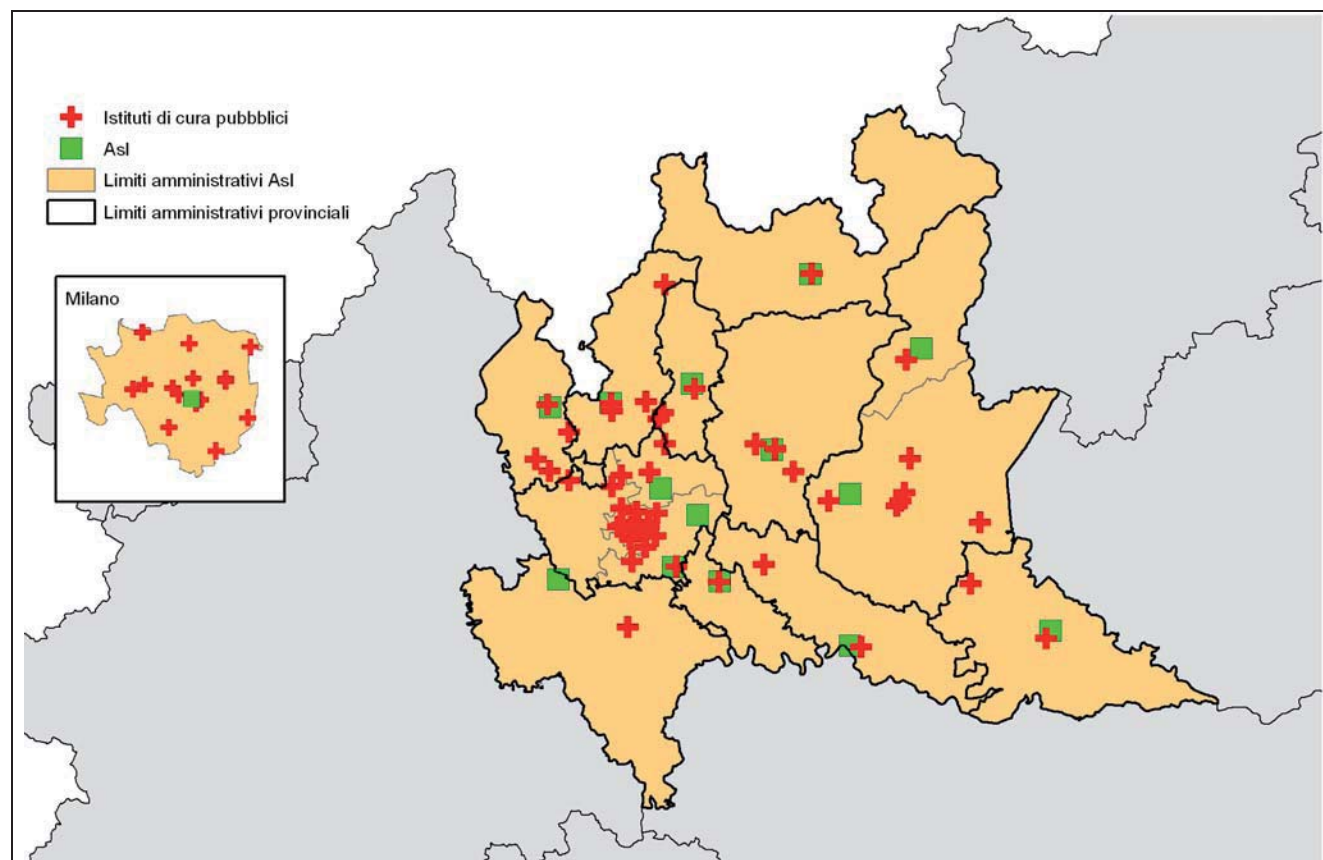 Istituti di cura pubbblici
Asl
Limiti amministrativi Asl
Limiti amministrativi provinciali
Milano